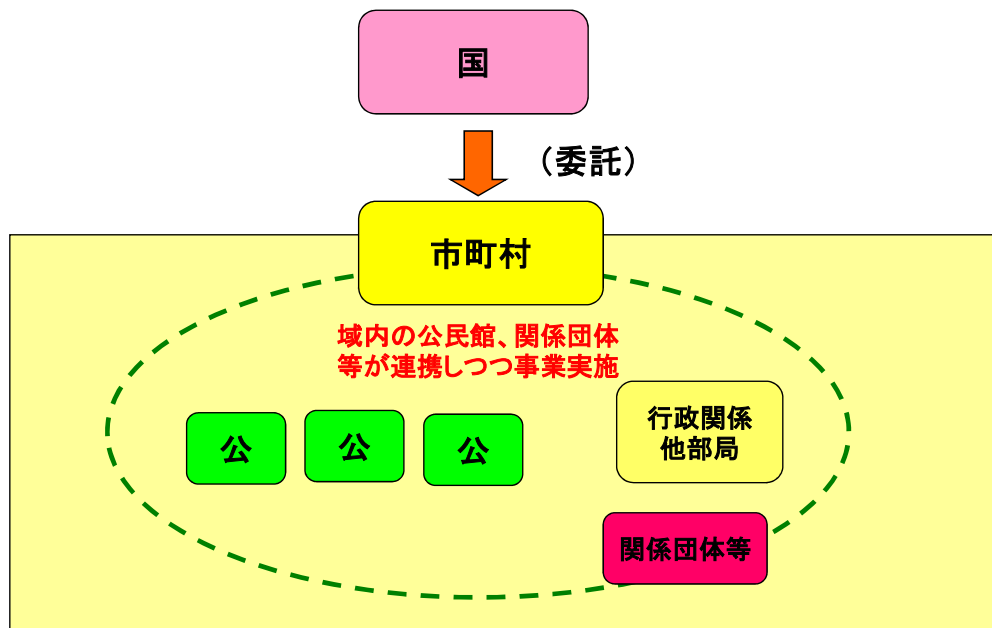 国
（委託）
市町村
域内の公民館、関係団体
等が連携しつつ事業実施
公
公
公
行政関係
他部局
関係団体等